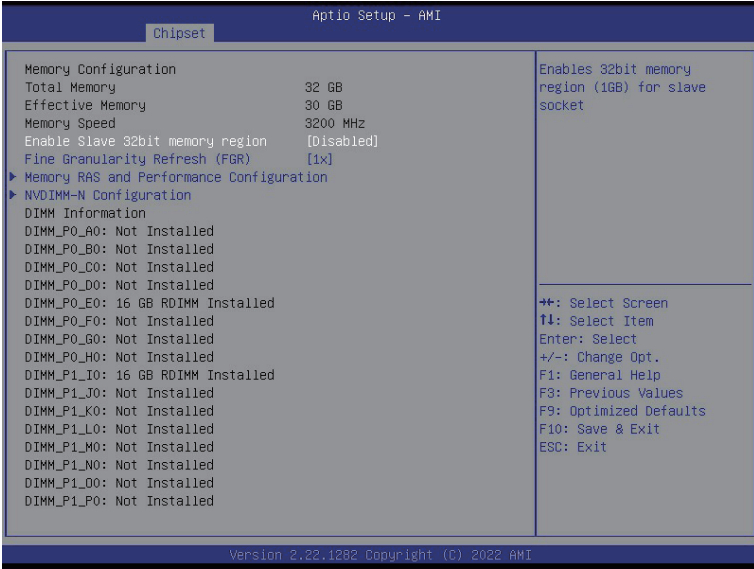 Aptio Setup - AMI
Chipset
Memory Configuration
Total Memory 32 GB
Effective Memory 30 GB
Memory Speed 3200 MHz
Enable Slave 32bit memory region [Disabled]
Fine Granularity Refresh (FGR) [1x]
Memory RAS and Performance Configuration
NVDIMM-N Configuration
DIMM Information
DIMM_P0_A0: Not Installed
DIMM_P0_B0: Not Installed
DIMM_P0_C0: Not Installed
DIMM_P0_D0: Not Installed
DIMM_P0_E0: 16 GB RDIMM Installed
DIMM_P0_F0: Not Installed
DIMM_P0_G0: Not Installed
DIMM_P0_H0: Not Installed
DIMM_P1_I0: 16 GB RDIMM Installed
DIMM_P1_J0: Not Installed
DIMM_P1_K0: Not Installed
DIMM_P1_L0: Not Installed
DIMM_P1_M0: Not Installed
DIMM_P1_N0: Not Installed
DIMM_P1_O0: Not Installed
DIMM_P1_P0: Not Installed
Enables 32bit memory
region (1GB) for slave
socket
→←: Select Screen
↑↓: Select Item
Enter: Select
+/-: Change Opt.
F1: General Help
F3: Previous Values
F9: Optimized Defaults
F10: Save & Exit
ESC: Exit
Version 2.22.1282 Copyright (C) 2022 AMI